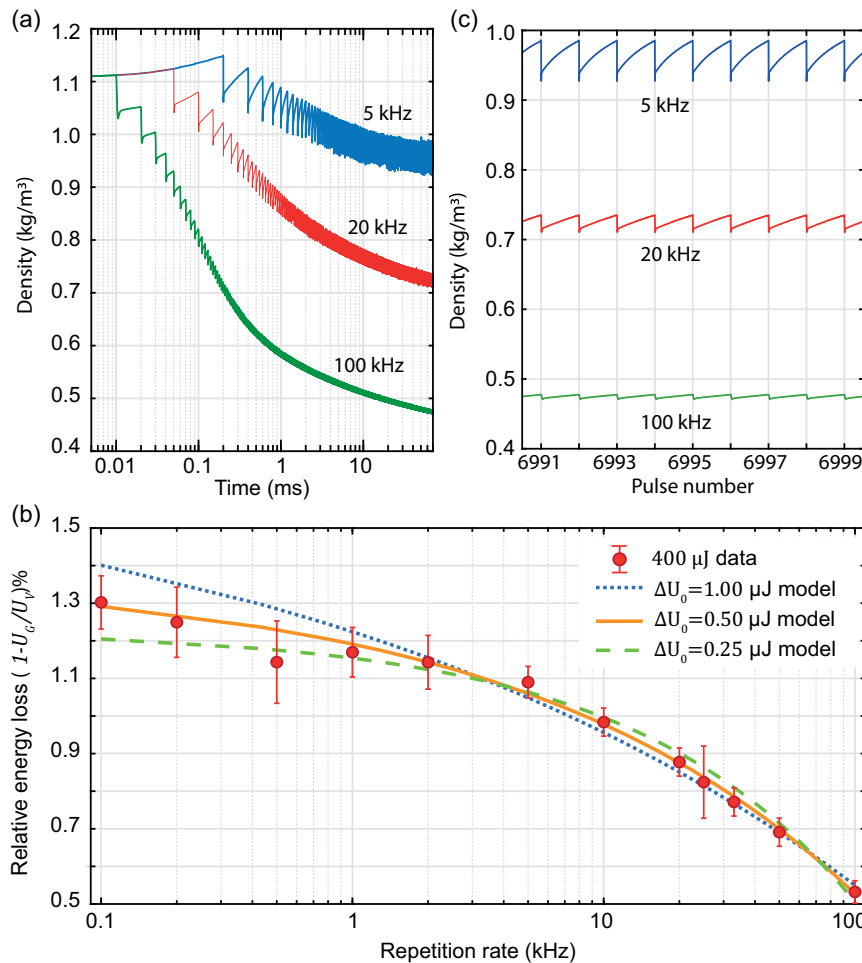 (a)
1.2
1.1
1.0
0.9
0.8
0.7
0.6
0.5
0.4
Density (kg/m³)
5 kHz
20 kHz
100 kHz
0.01
0.1
1
10
Time (ms)
(c)
1.0
0.9
0.8
0.7
0.6
0.5
0.4
Density (kg/m³)
5 kHz
20 kHz
100 kHz
6991
6993
6995
6997
6999
Pulse number
(b)
1.5
1.3
1.1
0.9
0.7
0.5
Relative energy loss ( 1-U_G/U_V)%
400 μJ data
ΔU₀=1.00 μJ model
ΔU₀=0.50 μJ model
ΔU₀=0.25 μJ model
0.1
1
10
100
Repetition rate (kHz)